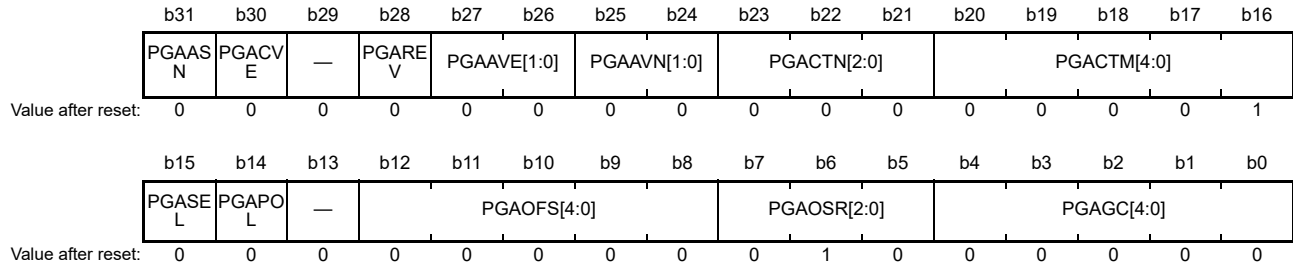 b31 b30 b29 b28 b27 b26 b25 b24 b23 b22 b21 b20 b19 b18 b17 b16
PGAAS PGACV — PGARE PGAAVE[1:0] PGAAVN[1:0] PGACTN[2:0] PGACTM[4:0]
N E V
Value after reset: 0 0 0 0 0 0 0 0 0 0 0 0 0 0 0 1
b15 b14 b13 b12 b11 b10 b9 b8 b7 b6 b5 b4 b3 b2 b1 b0
PGASE PGAPO — PGAOFS[4:0] PGAOSR[2:0] PGAGC[4:0]
L L
Value after reset: 0 0 0 0 0 0 0 0 0 1 0 0 0 0 0 0